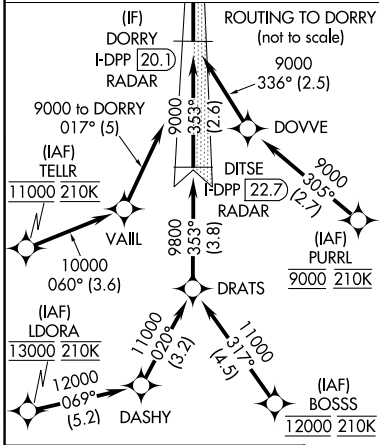 (IF)
DORRY
I-DPP 20.1
RADAR
ROUTING TO DORRY
(not to scale)
9000
336° (2.5)
9000 to DORRY
017° (5)
9000
353°
(2.6)
DOVVE
(IAF)
TELLR
11000 210K
DITSE
I-DPP 22.7
RADAR
9000
305°
(2.7)
VAIIL
10000
060° (3.6)
9800
353°
(3.8)
(IAF)
PURRL
9000 210K
(IAF)
LDORA
13000 210K
DRATS
11000
020°
(3.2)
11000
317°
(4.5)
12000
069°
(5.2)
DASHY
(IAF)
BOSSS
12000 210K